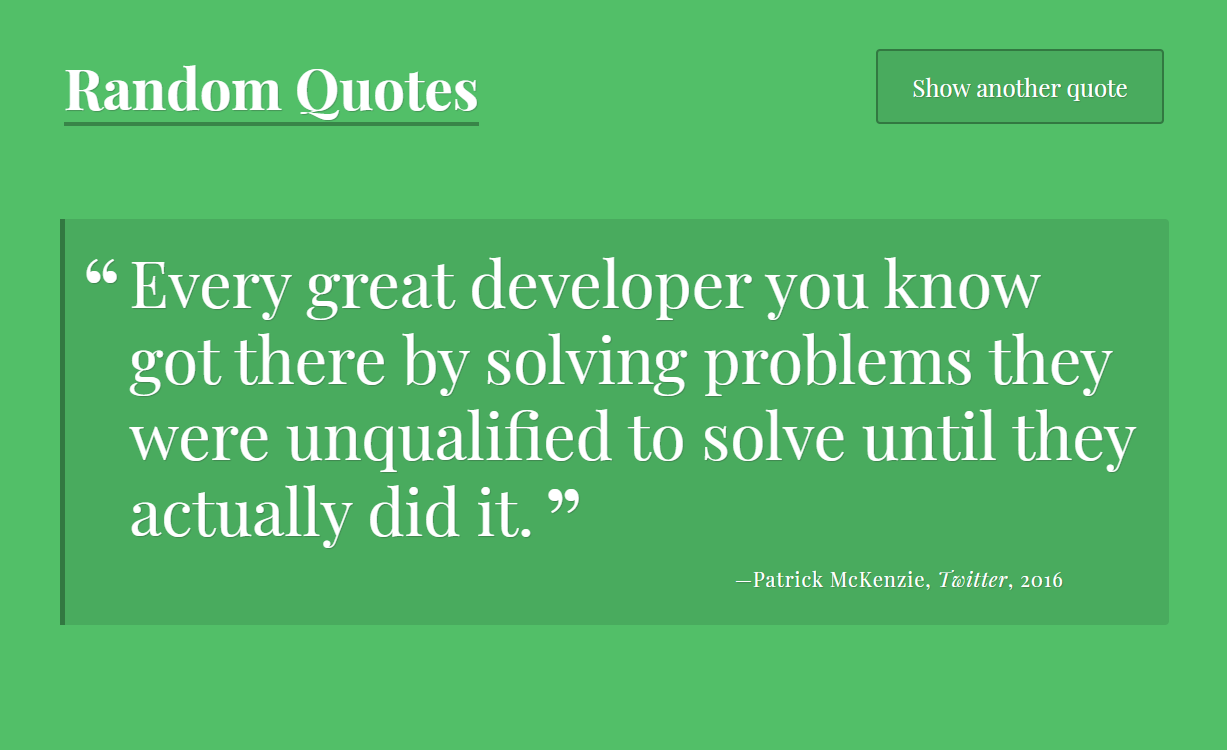 Random Quotes
Show another quote
“ Every great developer you know
got there by solving problems they
were unqualified to solve until they
actually did it. ”
—Patrick McKenzie, Twitter, 2016